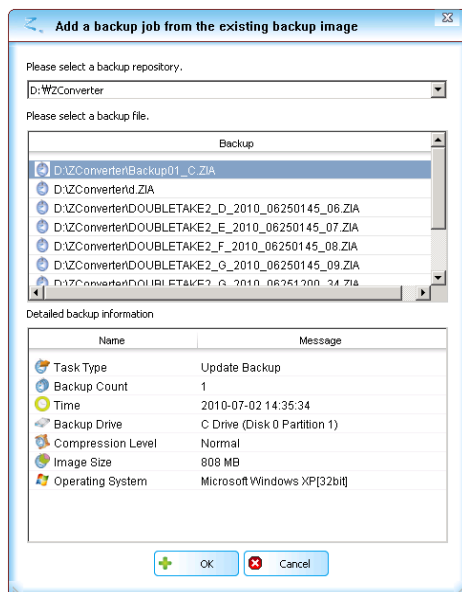 Add a backup job from the existing backup image
Please select a backup repository.
D:₩ZConverter
Please select a backup file.
Backup
D:\ZConverter\Backup01_C.ZIA
D:\ZConverter\d.ZIA
D:\ZConverter\DOUBLETAKE2_D_2010_06250145_06.ZIA
D:\ZConverter\DOUBLETAKE2_E_2010_06250145_07.ZIA
D:\ZConverter\DOUBLETAKE2_F_2010_06250145_08.ZIA
D:\ZConverter\DOUBLETAKE2_G_2010_06250145_09.ZIA
D:\ZConverter\DOUBLETAKE2_G_2010_06251200_34.ZIA
Detailed backup information
Name Message
Task Type Update Backup
Backup Count 1
Time 2010-07-02 14:35:34
Backup Drive C Drive (Disk 0 Partition 1)
Compression Level Normal
Image Size 808 MB
Operating System Microsoft Windows XP[32bit]
OK Cancel